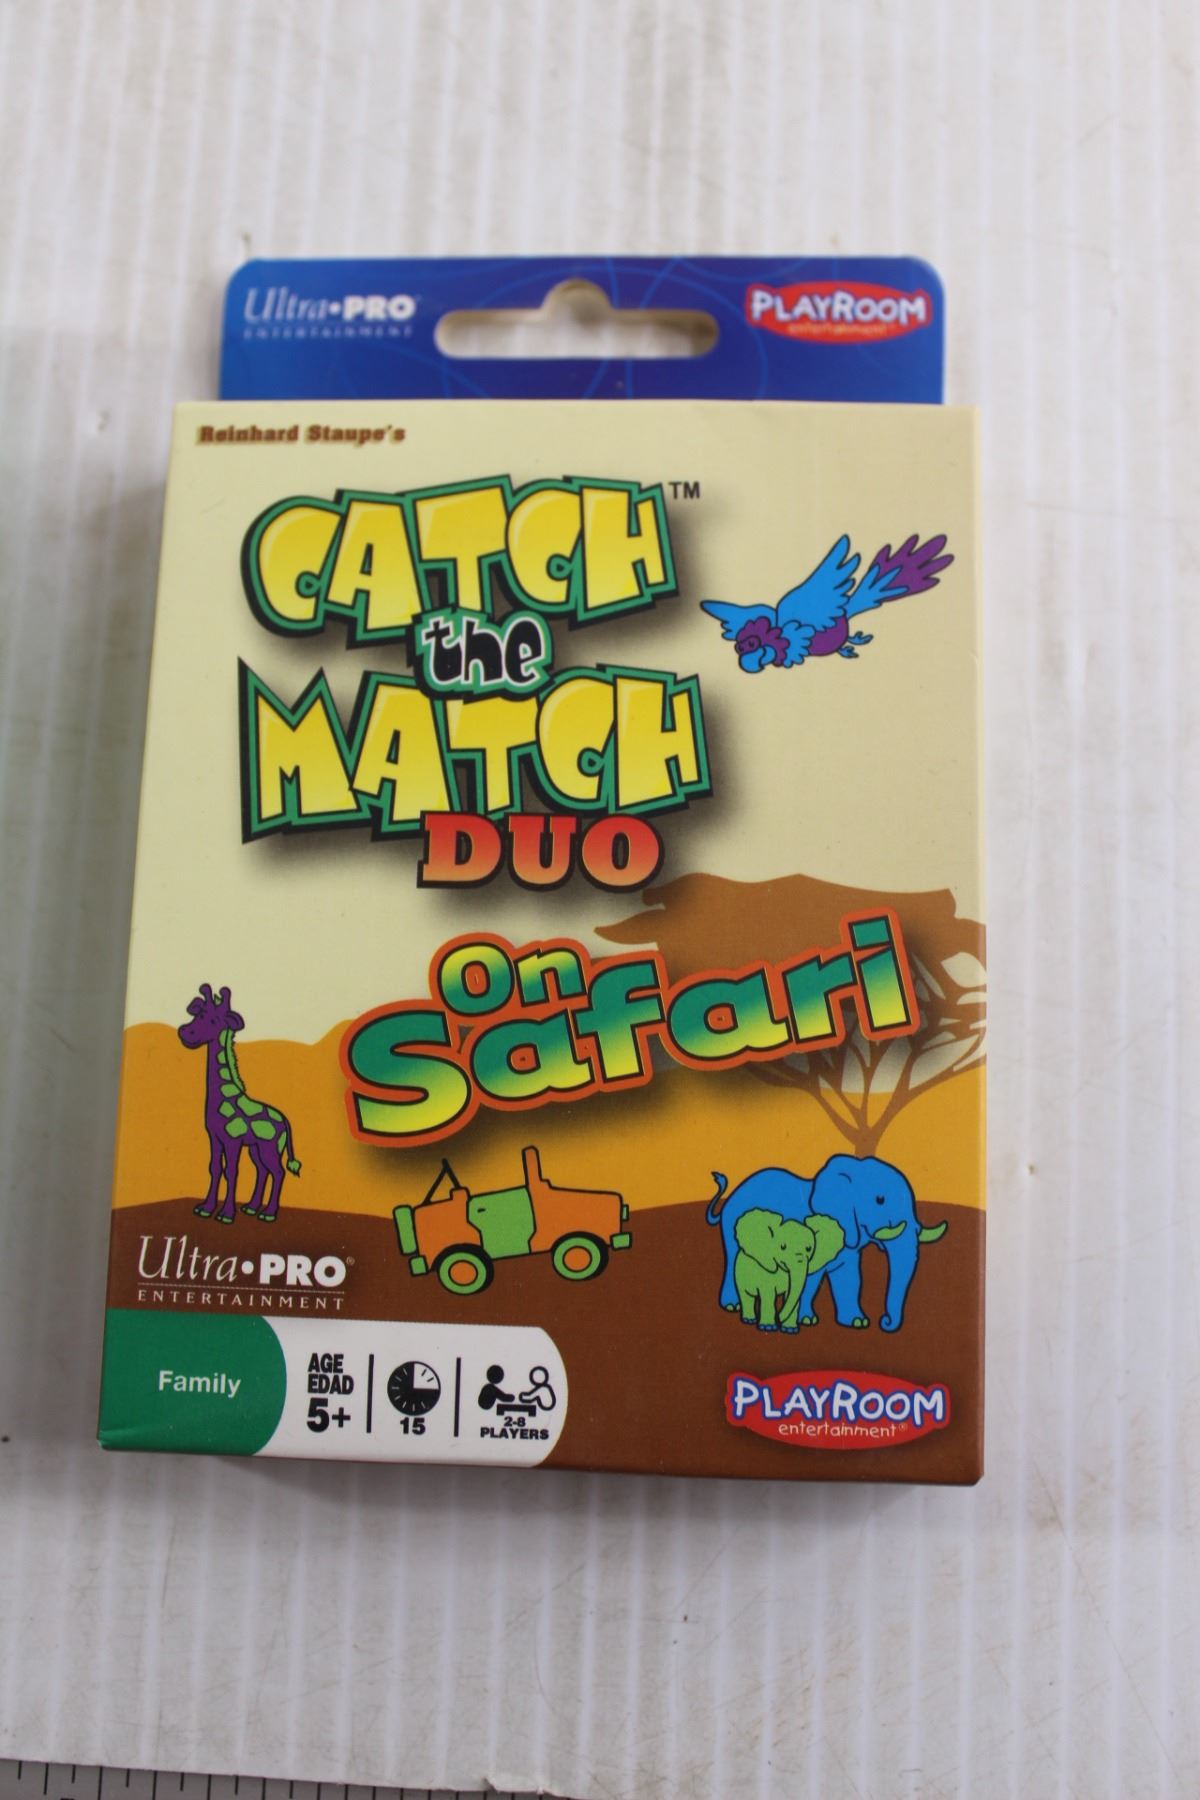 Ultra•PRO
ENTERTAINMENT
PLAYROOM
entertainment
Reinhard Staupe's
CATCH™
the
MATCH
DUO
On
Safari
Ultra•PRO®
ENTERTAINMENT
Family
AGE
EDAD
5+
15
2-8
PLAYERS
PLAYROOM
entertainment®